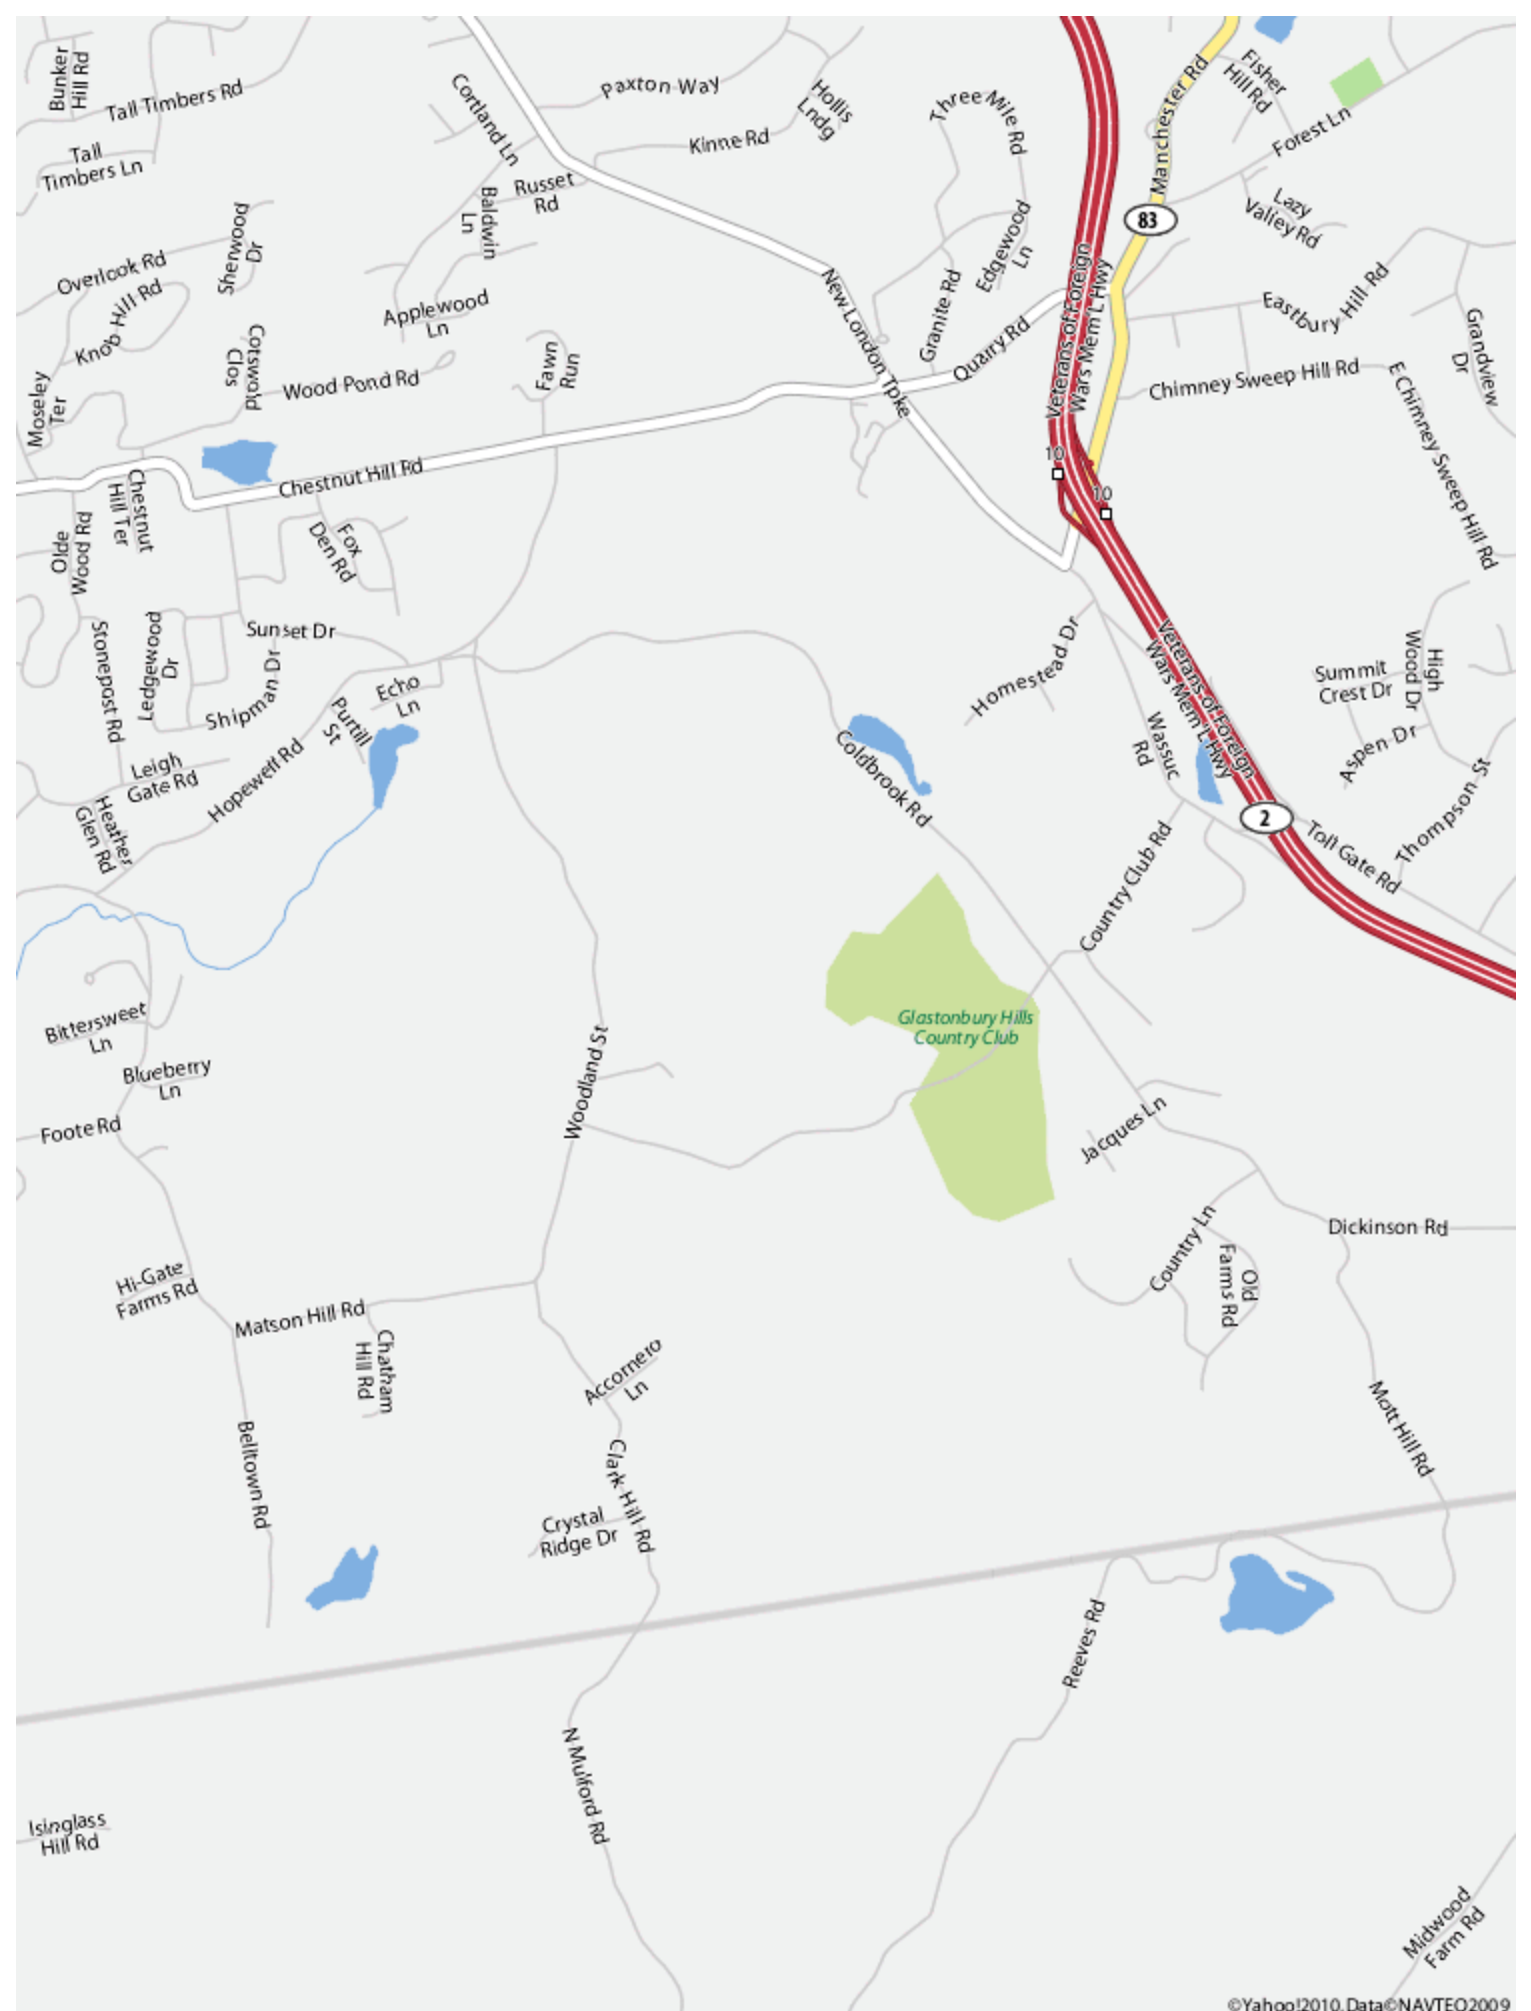 Bunker
Hill Rd
Tall Timbers Rd
Tall
Timbers Ln
Cortland Ln
Paxton Way
Hollis
Lndg
Kinne Rd
Three Mile Rd
Manchester Rd
Fisher
Hill Rd
Forest Ln
Russet
Rd
Baldwin
Ln
83
Lazy
Valley Rd
Sherwood
Dr
Overlook Rd
Knob Hill Rd
Edgewood
Ln
Applewood
Ln
New London Tpke
Granite Rd
Quarry Rd
Veterans of Foreign
Wars Mem'L Hwy
Eastbury Hill Rd
Grandview
Dr
Cotswold
Clos
Moseley
Ter
Wood Pond Rd
Fawn
Run
Chimney Sweep Hill Rd
E Chimney Sweep Hill Rd
Chestnut Hill Rd
10
10
Chestnut
Hill Ter
Olde
Wood Rd
Fox
Den Rd
Stonepost Rd
Ledgewood
Dr
Sunset Dr
Shipman Dr
Echo
Ln
Purtill
St
Homestead Dr
Veterans of Foreign
Wars Mem'L Hwy
Summit
Crest Dr
High
Wood Dr
Aspen Dr
Wassuc
Rd
Leigh
Gate Rd
Hopewell Rd
Coldbrook Rd
Heather
Glen Rd
2
Thompson St
Toll Gate Rd
Country Club Rd
Glastonbury Hills
Country Club
Bittersweet
Ln
Blueberry
Ln
Woodland St
Foote Rd
Jacques Ln
Dickinson Rd
Country Ln
Old
Farms Rd
Hi-Gate
Farms Rd
Matson Hill Rd
Chatham
Hill Rd
Accornero
Ln
Mott Hill Rd
Belltown Rd
Clark Hill Rd
Crystal
Ridge Dr
Reeves Rd
N Mulford Rd
Isinglass
Hill Rd
Midwood
Farm Rd
©Yahoo!2010, Data©NAVTEQ2009